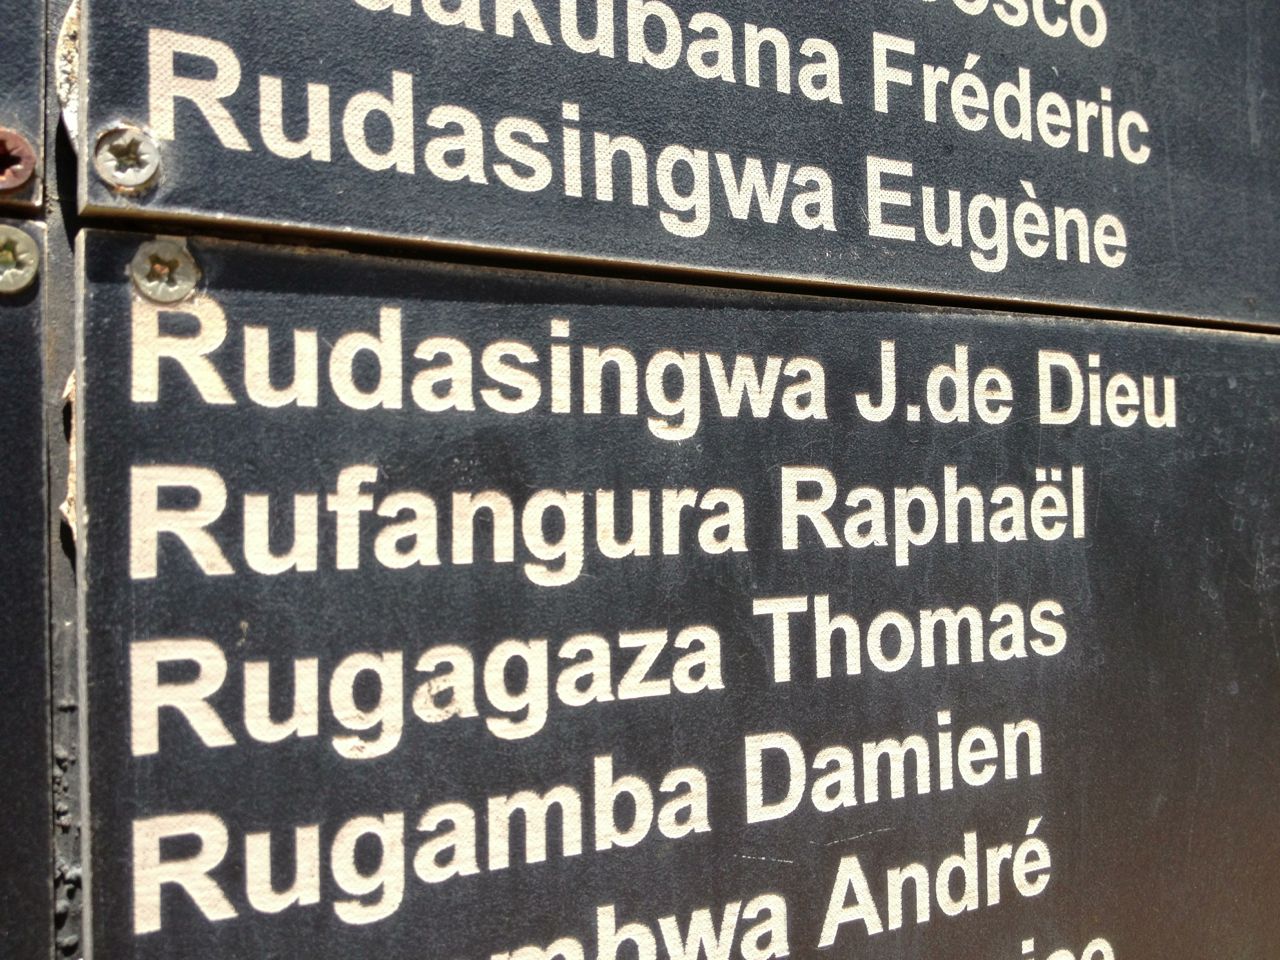 Frédéric
Rudasingwa Eugène
Rudasingwa J.de Dieu
Rufangura Raphaël
Rugagaza Thomas
Rugamba Damien
André